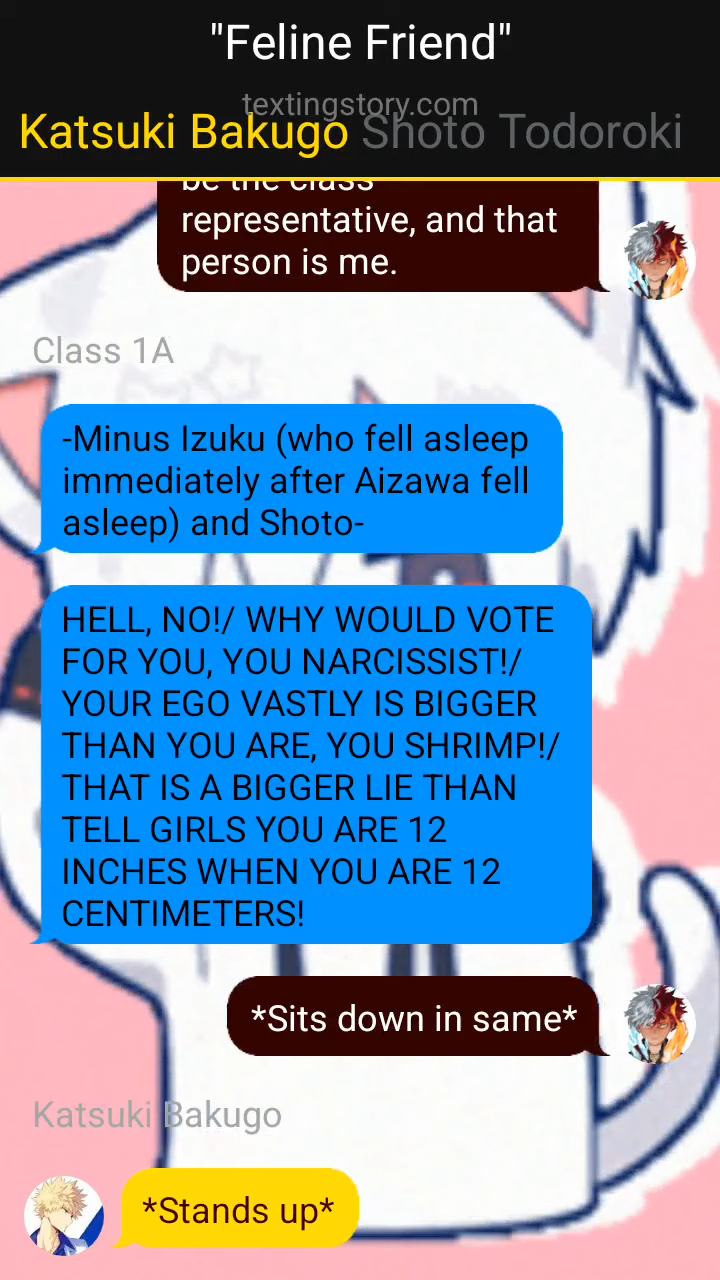 "Feline Friend"
textingstory.com
Katsuki Bakugo Shoto Todoroki
be the class
representative, and that
person is me.
Class 1A
-Minus Izuku (who fell asleep
immediately after Aizawa fell
asleep) and Shoto-
HELL, NO!/ WHY WOULD VOTE
FOR YOU, YOU NARCISSIST!/
YOUR EGO VASTLY IS BIGGER
THAN YOU ARE, YOU SHRIMP!/
THAT IS A BIGGER LIE THAN
TELL GIRLS YOU ARE 12
INCHES WHEN YOU ARE 12
CENTIMETERS!
*Sits down in same*
Katsuki Bakugo
*Stands up*